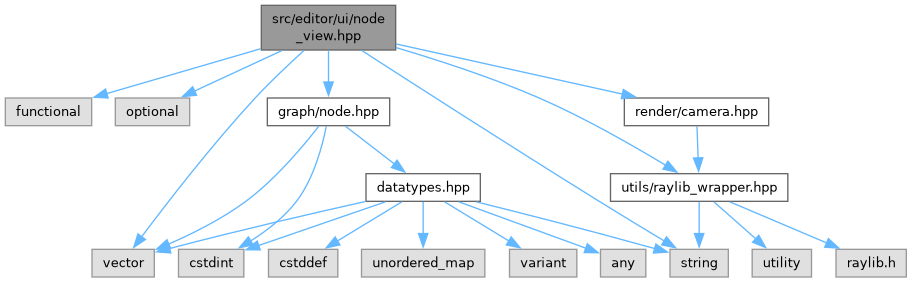 src/editor/ui/node
_view.hpp
functional
optional
graph/node.hpp
render/camera.hpp
datatypes.hpp
utils/raylib_wrapper.hpp
vector
cstdint
cstddef
unordered_map
variant
any
string
utility
raylib.h